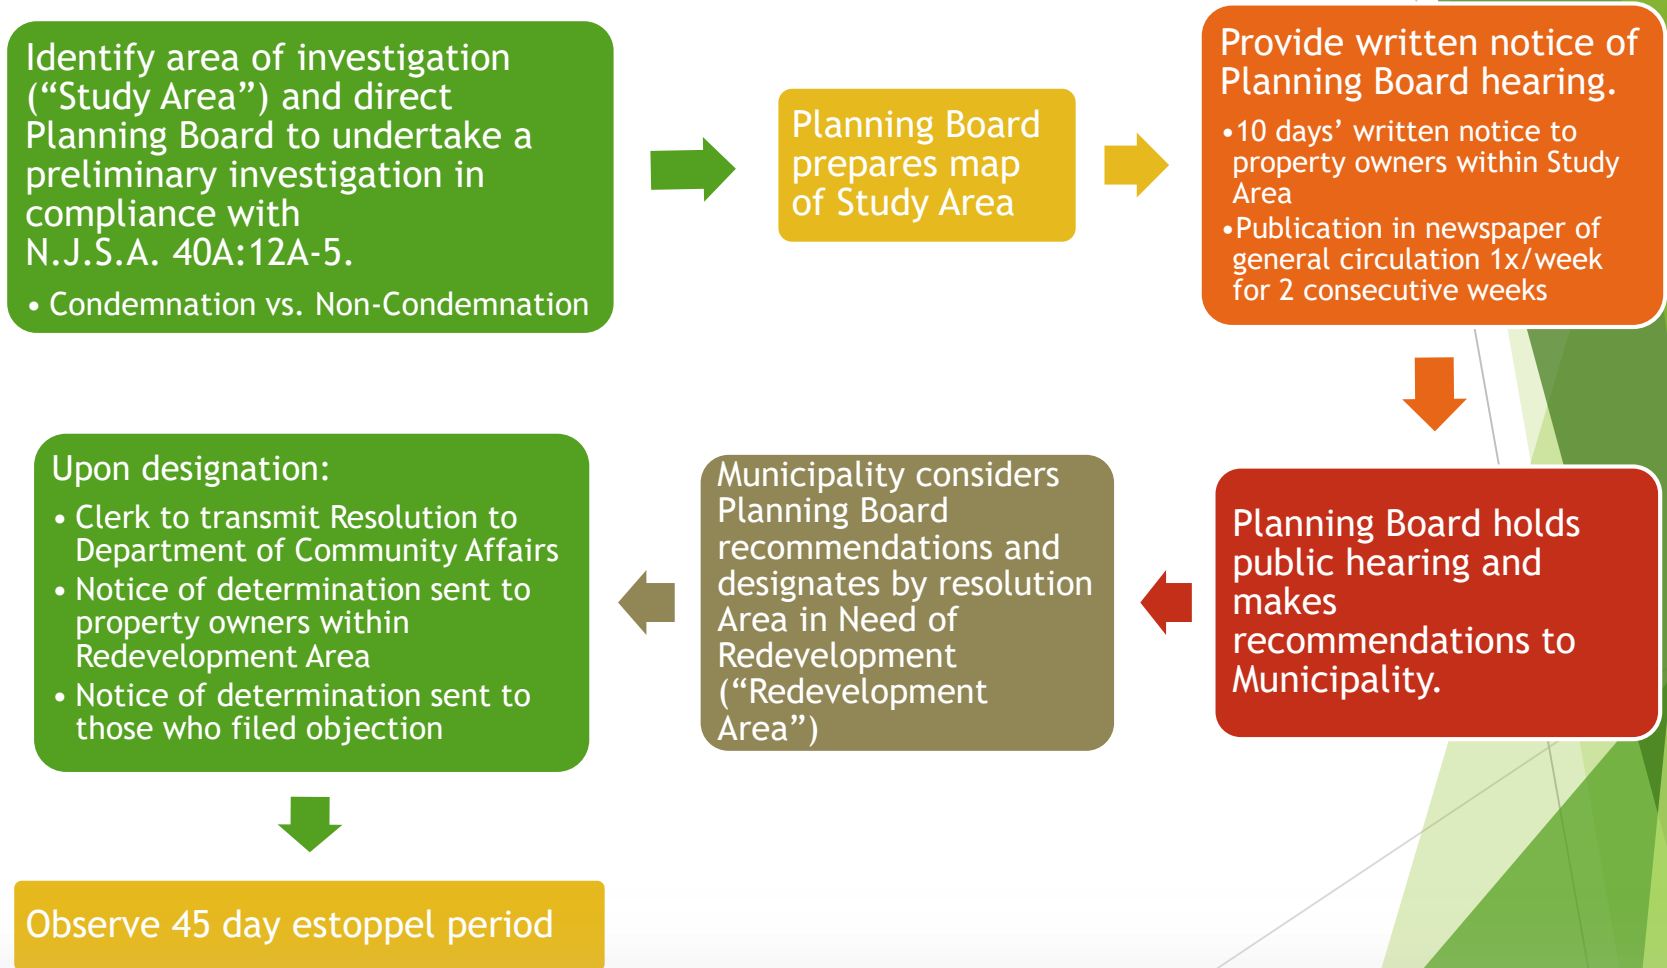 Identify area of investigation
(“Study Area”) and direct
Planning Board to undertake a
preliminary investigation in
compliance with
N.J.S.A. 40A:12A-5.
• Condemnation vs. Non-Condemnation
Planning Board
prepares map
of Study Area
Provide written notice of
Planning Board hearing.
•10 days’ written notice to
property owners within Study
Area
•Publication in newspaper of
general circulation 1x/week
for 2 consecutive weeks
Planning Board holds
public hearing and
makes
recommendations to
Municipality.
Municipality considers
Planning Board
recommendations and
designates by resolution
Area in Need of
Redevelopment
(“Redevelopment
Area”)
Upon designation:
• Clerk to transmit Resolution to
Department of Community Affairs
• Notice of determination sent to
property owners within
Redevelopment Area
• Notice of determination sent to
those who filed objection
Observe 45 day estoppel period